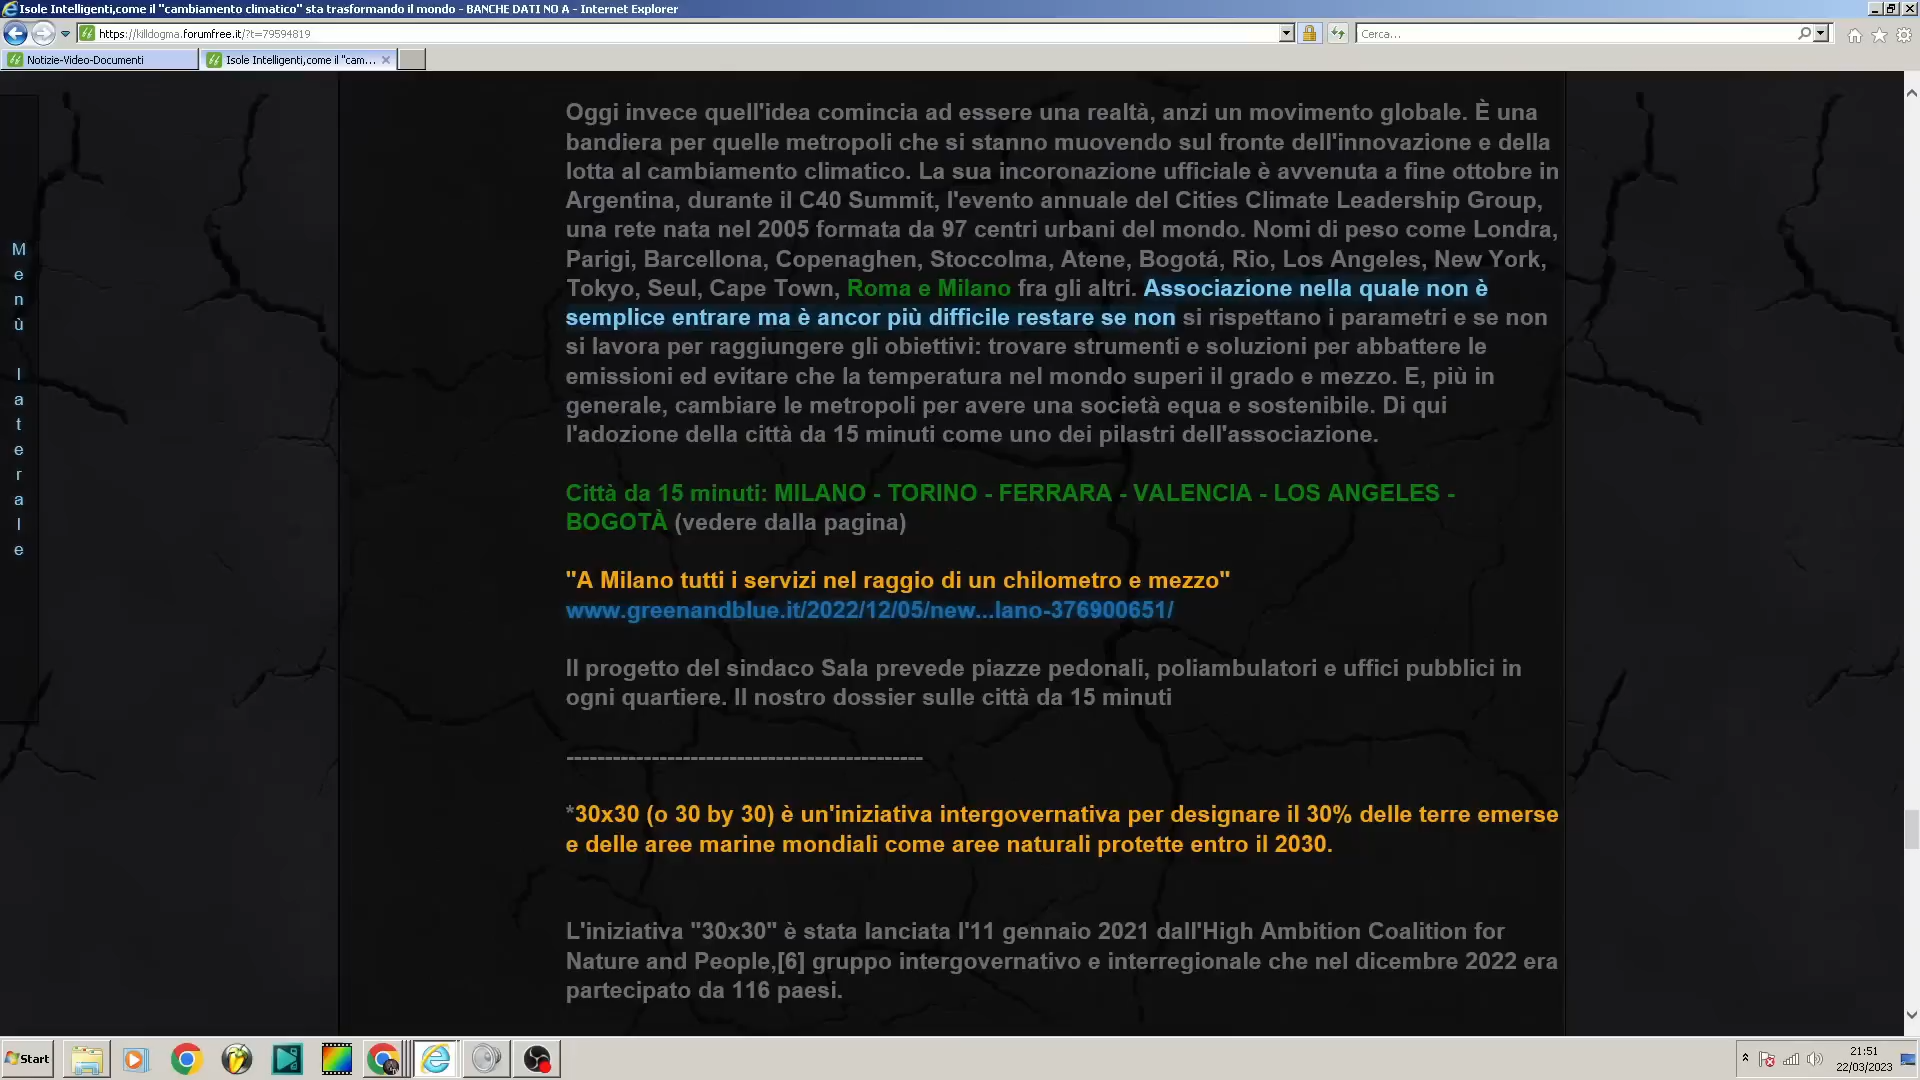 Isole Intelligenti,come il "cambiamento climatico" sta trasformando il mondo - BANCHE DATI NO A - Internet Explorer
https://killdogma.forumfree.it/?t=79594819
Cerca...
Notizie-Video-Documenti
Isole Intelligenti,come il "cam...
Menù laterale
Oggi invece quell'idea comincia ad essere una realtà, anzi un movimento globale. È una
bandiera per quelle metropoli che si stanno muovendo sul fronte dell'innovazione e della
lotta al cambiamento climatico. La sua incoronazione ufficiale è avvenuta a fine ottobre in
Argentina, durante il C40 Summit, l'evento annuale del Cities Climate Leadership Group,
una rete nata nel 2005 formata da 97 centri urbani del mondo. Nomi di peso come Londra,
Parigi, Barcellona, Copenaghen, Stoccolma, Atene, Bogotá, Rio, Los Angeles, New York,
Tokyo, Seul, Cape Town, Roma e Milano fra gli altri. Associazione nella quale non è
semplice entrare ma è ancor più difficile restare se non si rispettano i parametri e se non
si lavora per raggiungere gli obiettivi: trovare strumenti e soluzioni per abbattere le
emissioni ed evitare che la temperatura nel mondo superi il grado e mezzo. E, più in
generale, cambiare le metropoli per avere una società equa e sostenibile. Di qui
l'adozione della città da 15 minuti come uno dei pilastri dell'associazione.
Città da 15 minuti: MILANO - TORINO - FERRARA - VALENCIA - LOS ANGELES -
BOGOTÀ (vedere dalla pagina)
"A Milano tutti i servizi nel raggio di un chilometro e mezzo"
www.greenandblue.it/2022/12/05/new...lano-376900651/
Il progetto del sindaco Sala prevede piazze pedonali, poliambulatori e uffici pubblici in
ogni quartiere. Il nostro dossier sulle città da 15 minuti
-----------------------------------------------
*30x30 (o 30 by 30) è un'iniziativa intergovernativa per designare il 30% delle terre emerse
e delle aree marine mondiali come aree naturali protette entro il 2030.
L'iniziativa "30x30" è stata lanciata l'11 gennaio 2021 dall'High Ambition Coalition for
Nature and People,[6] gruppo intergovernativo e interregionale che nel dicembre 2022 era
partecipato da 116 paesi.
Start
21:51
22/03/2023